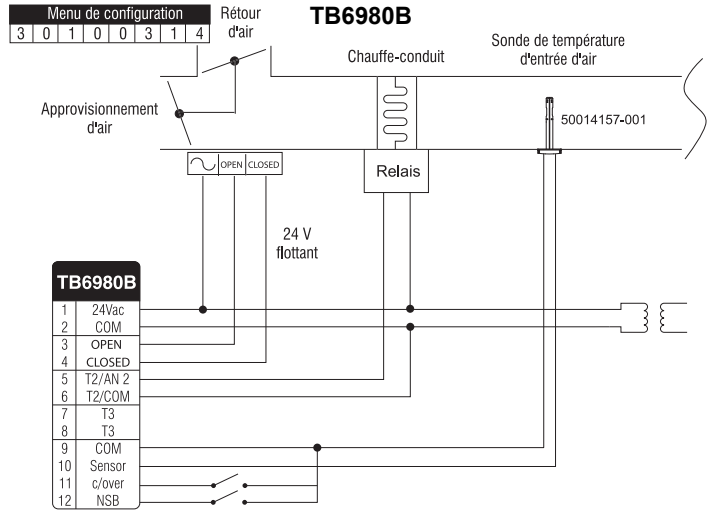 Menu de configuration
3 0 1 0 0 3 1 4
Rétour
d'air
TB6980B
Chauffe-conduit
Sonde de température
d'entrée d'air
Approvisionnement
d'air
50014157-001
OPEN CLOSED
Relais
24 V
flottant
TB6980B
1 24Vac
2 COM
3 OPEN
4 CLOSED
5 T2/AN 2
6 T2/COM
7 T3
8 T3
9 COM
10 Sensor
11 c/over
12 NSB